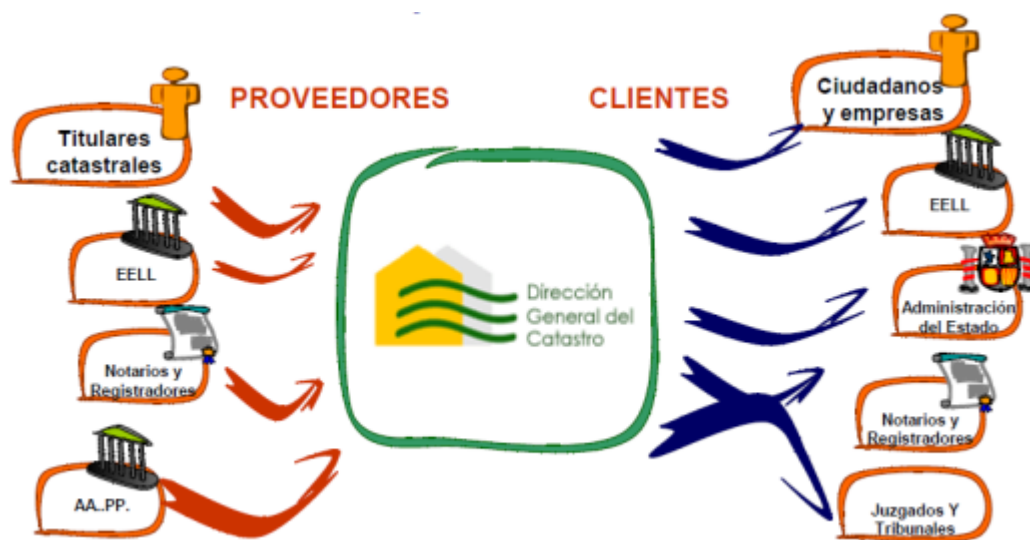 PROVEEDORES
CLIENTES
Titulares
catastrales
EELL
Notarios y
Registradores
AA..PP.
Dirección
General del
Catastro
Ciudadanos
y empresas
EELL
Administración
del Estado
Notarios y
Registradores
Juzgados Y
Tribunales